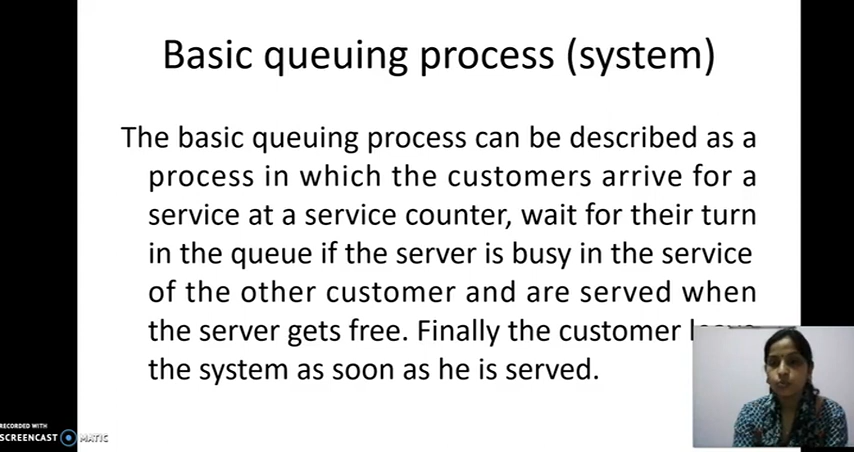 Basic queuing process (system)
The basic queuing process can be described as a
process in which the customers arrive for a
service at a service counter, wait for their turn
in the queue if the server is busy in the service
of the other customer and are served when
the server gets free. Finally the customer leave
the system as soon as he is served.
RECORDED WITH
SCREENCAST MATIC